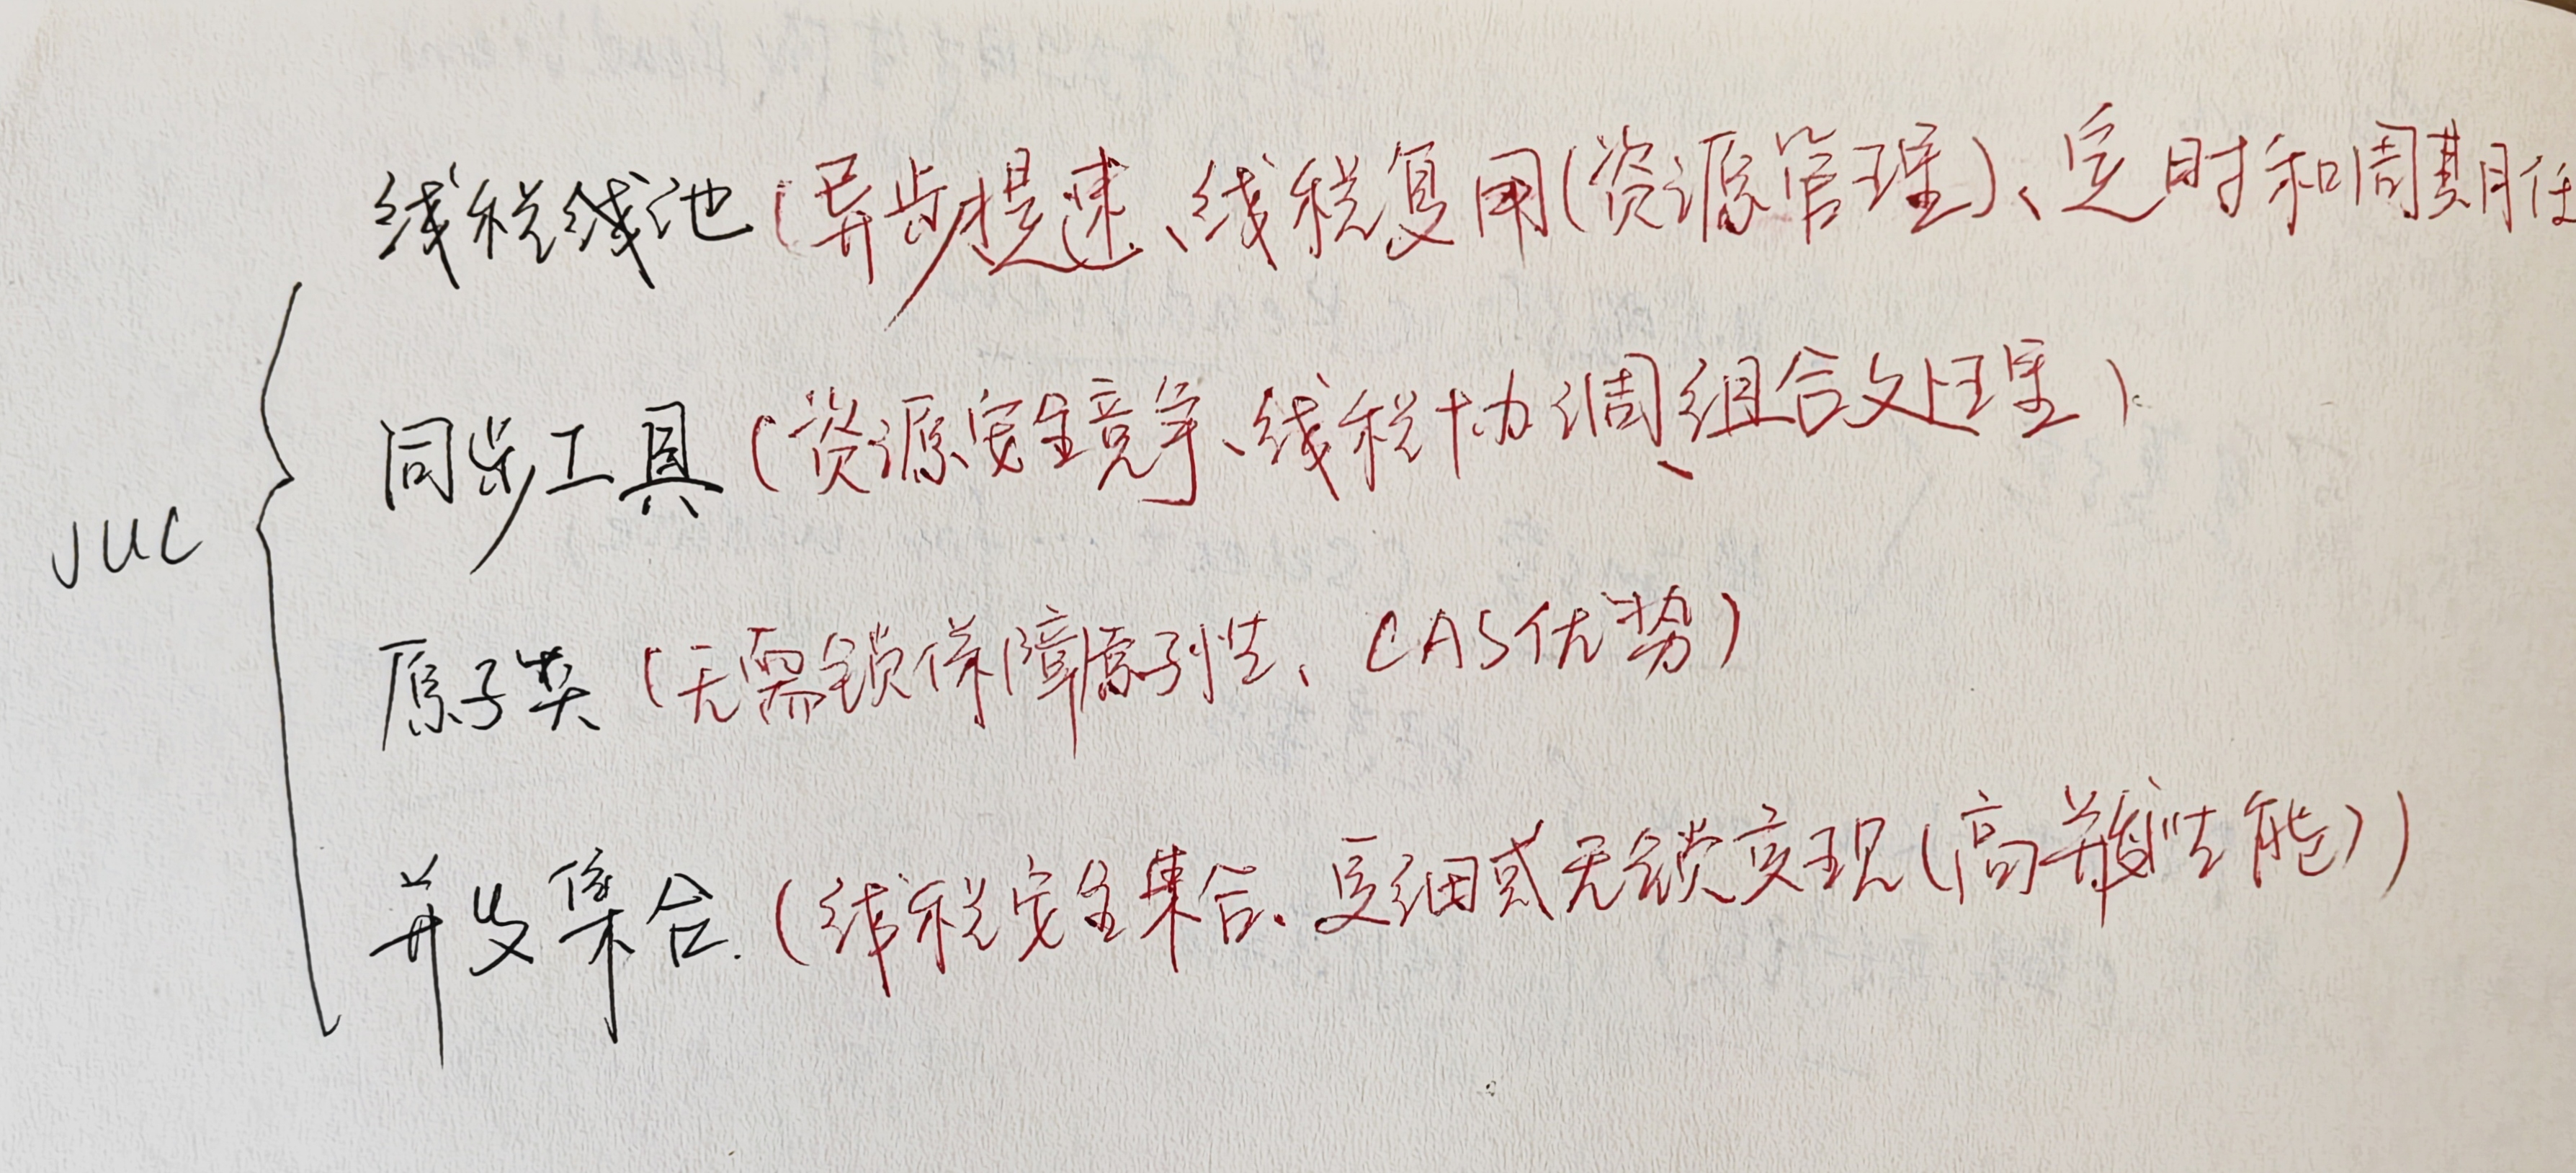 线程线池(异步提速、线程复用(资源管理)、定时和周期任
同步工具(资源安全竞争、线程协调、组合处理)
JUC
原子类(无需锁保障原子性、CAS优势)
并发集合.(线程安全集合、更细或无锁实现(高并发性能))